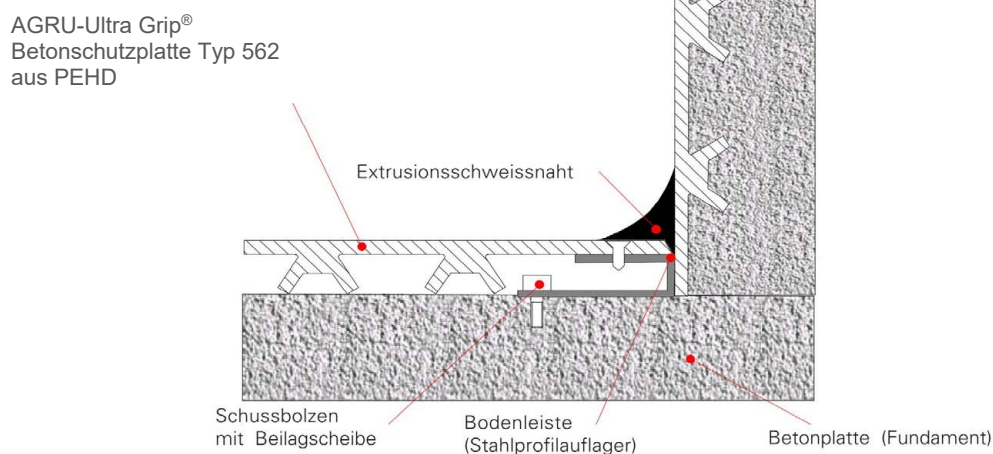 AGRU-Ultra Grip®
Betonschutzplatte Typ 562
aus PEHD
Extrusionsschweissnaht
Schussbolzen
mit Beilagscheibe
Bodenleiste
(Stahlprofilauflager)
Betonplatte (Fundament)